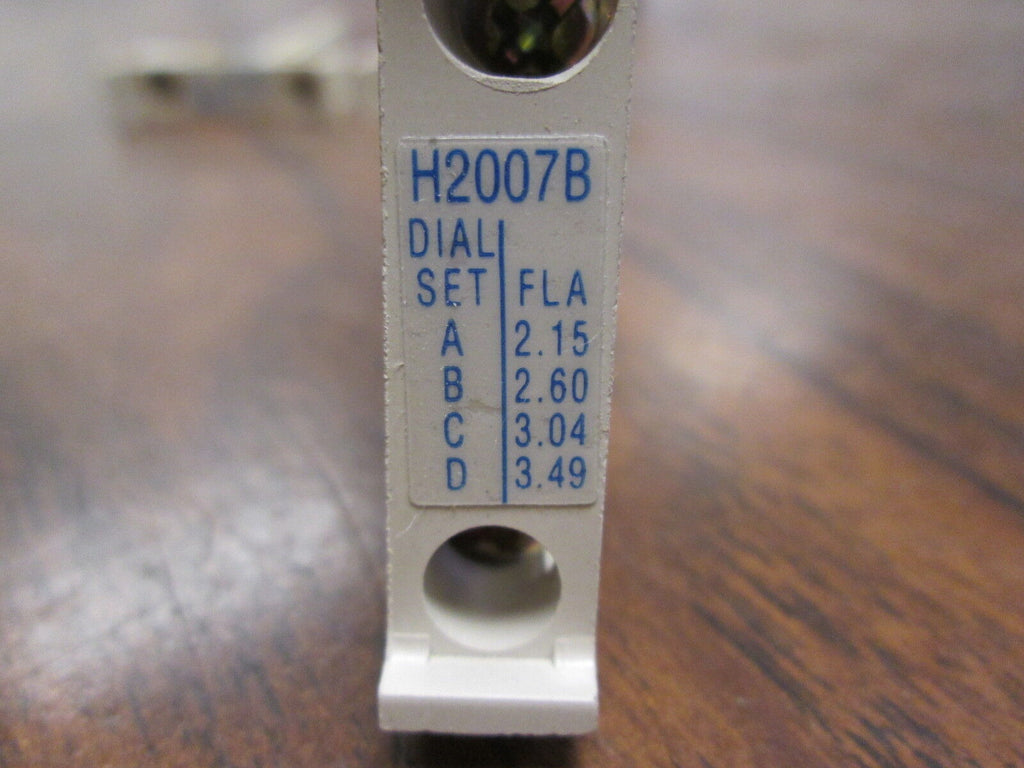 H2007B
DIAL
SET FLA
A 2.15
B 2.60
C 3.04
D 3.49